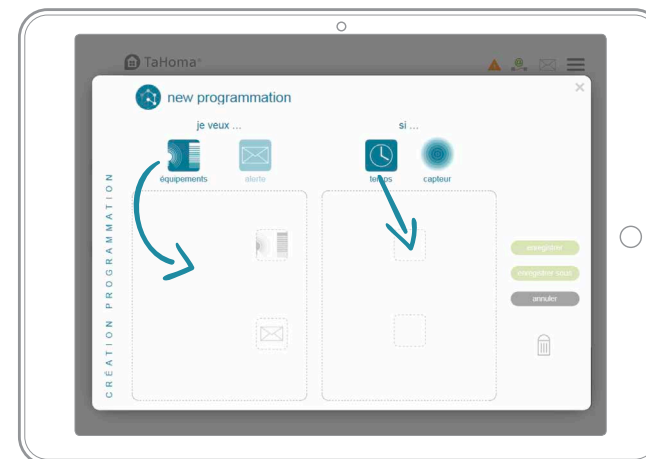 TaHoma®
new programmation
je veux ...
si ...
équipements
alerte
temps
capteur
CRÉATION PROGRAMMATION
enregistrer
enregistrer sous
annuler